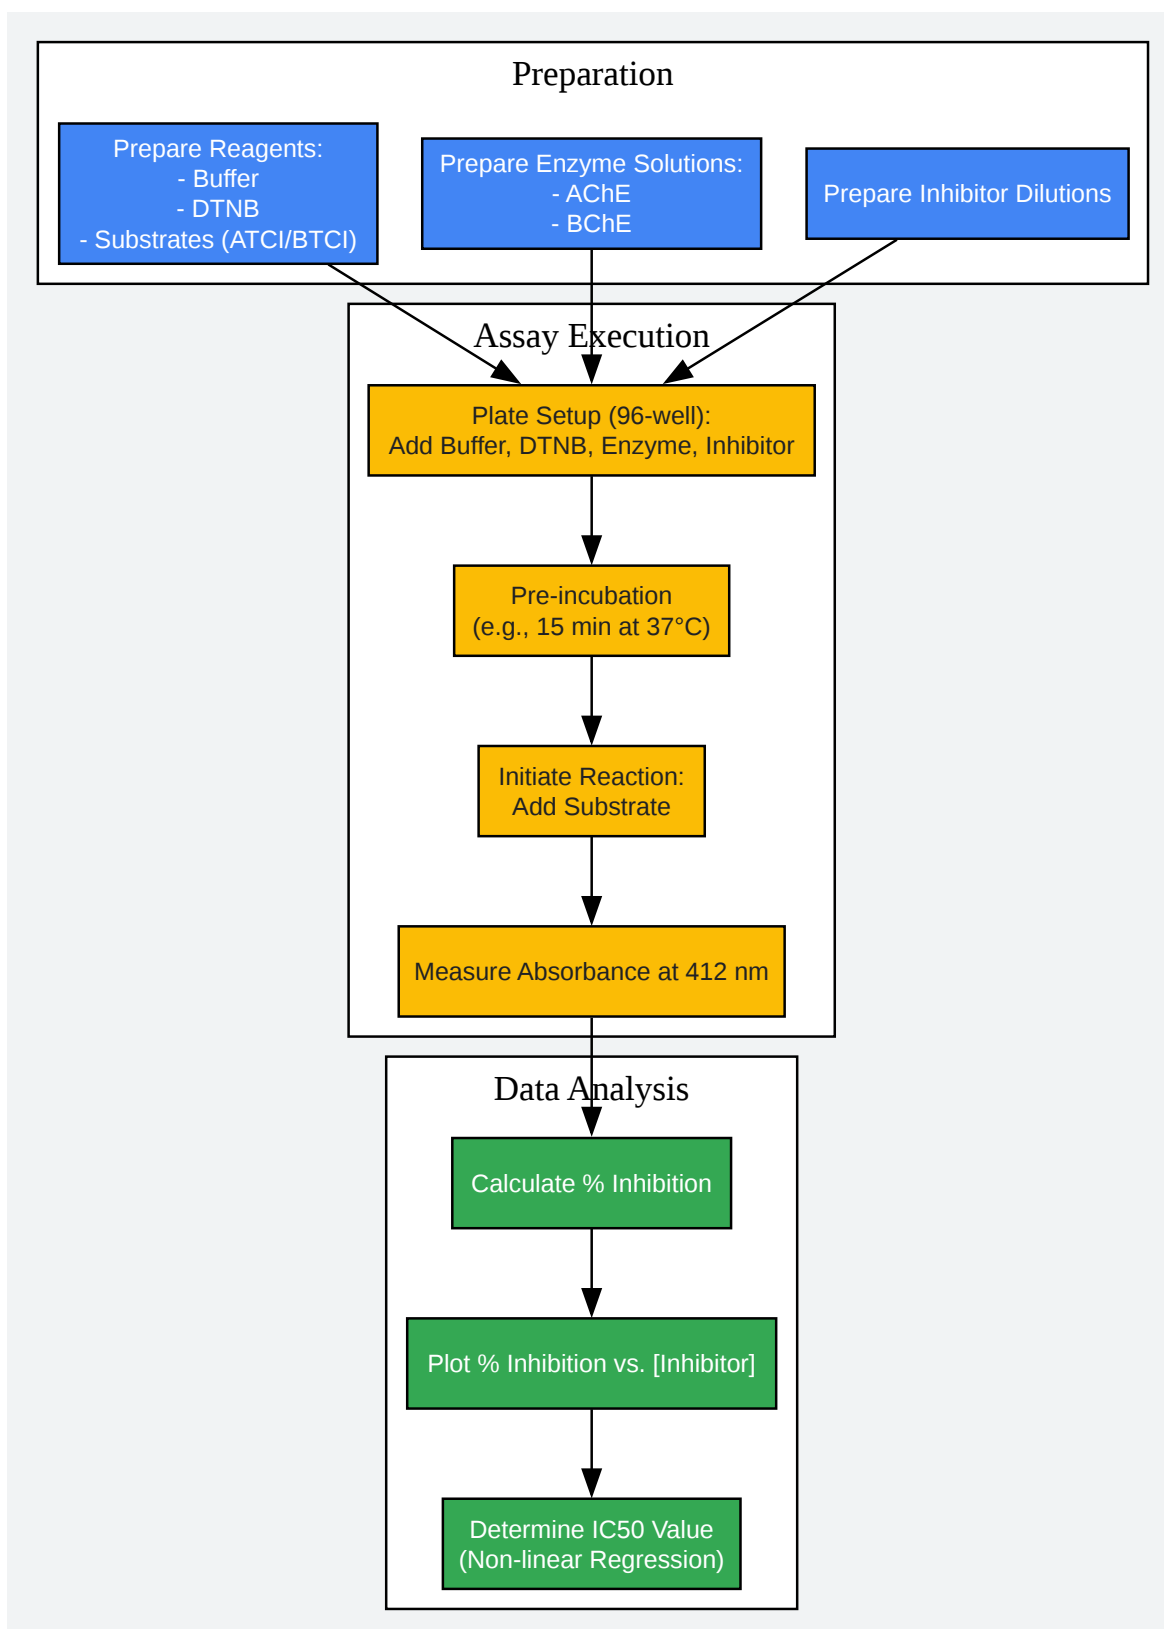 Preparation
Prepare Reagents:
- Buffer
- DTNB
- Substrates (ATCI/BTCI)
Prepare Enzyme Solutions:
- AChE
- BChE
Prepare Inhibitor Dilutions
Assay Execution
Plate Setup (96-well):
Add Buffer, DTNB, Enzyme, Inhibitor
Pre-incubation
(e.g., 15 min at 37°C)
Initiate Reaction:
Add Substrate
Measure Absorbance at 412 nm
Data Analysis
Calculate % Inhibition
Plot % Inhibition vs. [Inhibitor]
Determine IC50 Value
(Non-linear Regression)